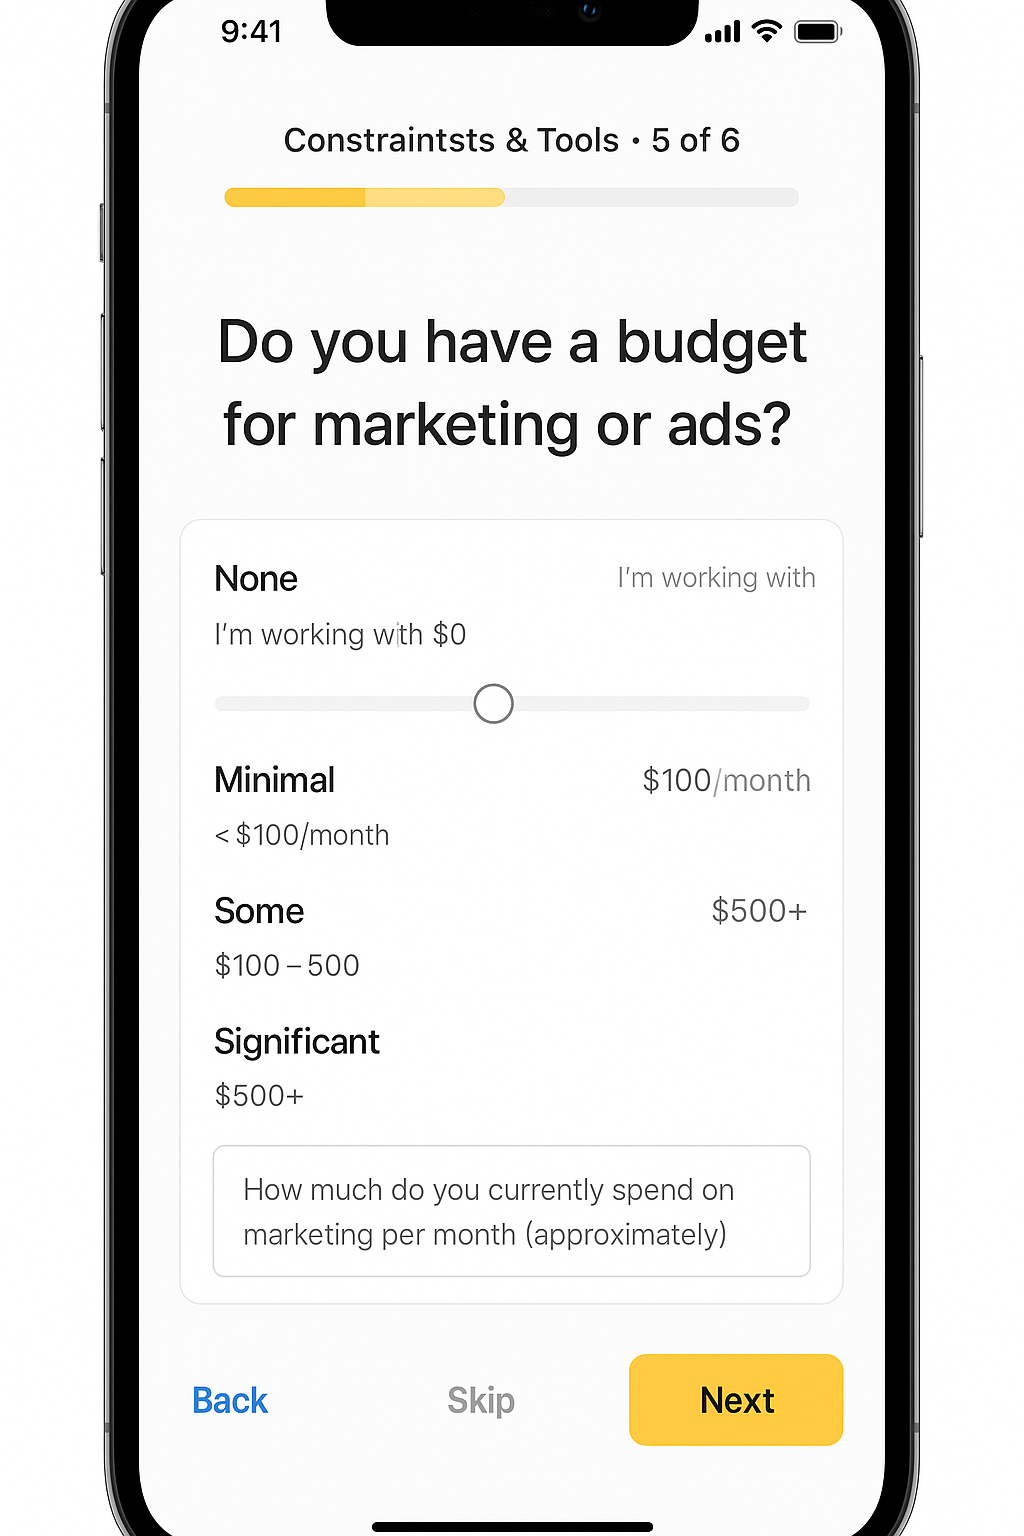 9:41
Constraintsts & Tools • 5 of 6
Do you have a budget
for marketing or ads?
None I'm working with
I'm working with $0
Minimal $100/month
< $100/month
Some $500+
$100 – 500
Significant
$500+
How much do you currently spend on
marketing per month (approximately)
Back Skip Next